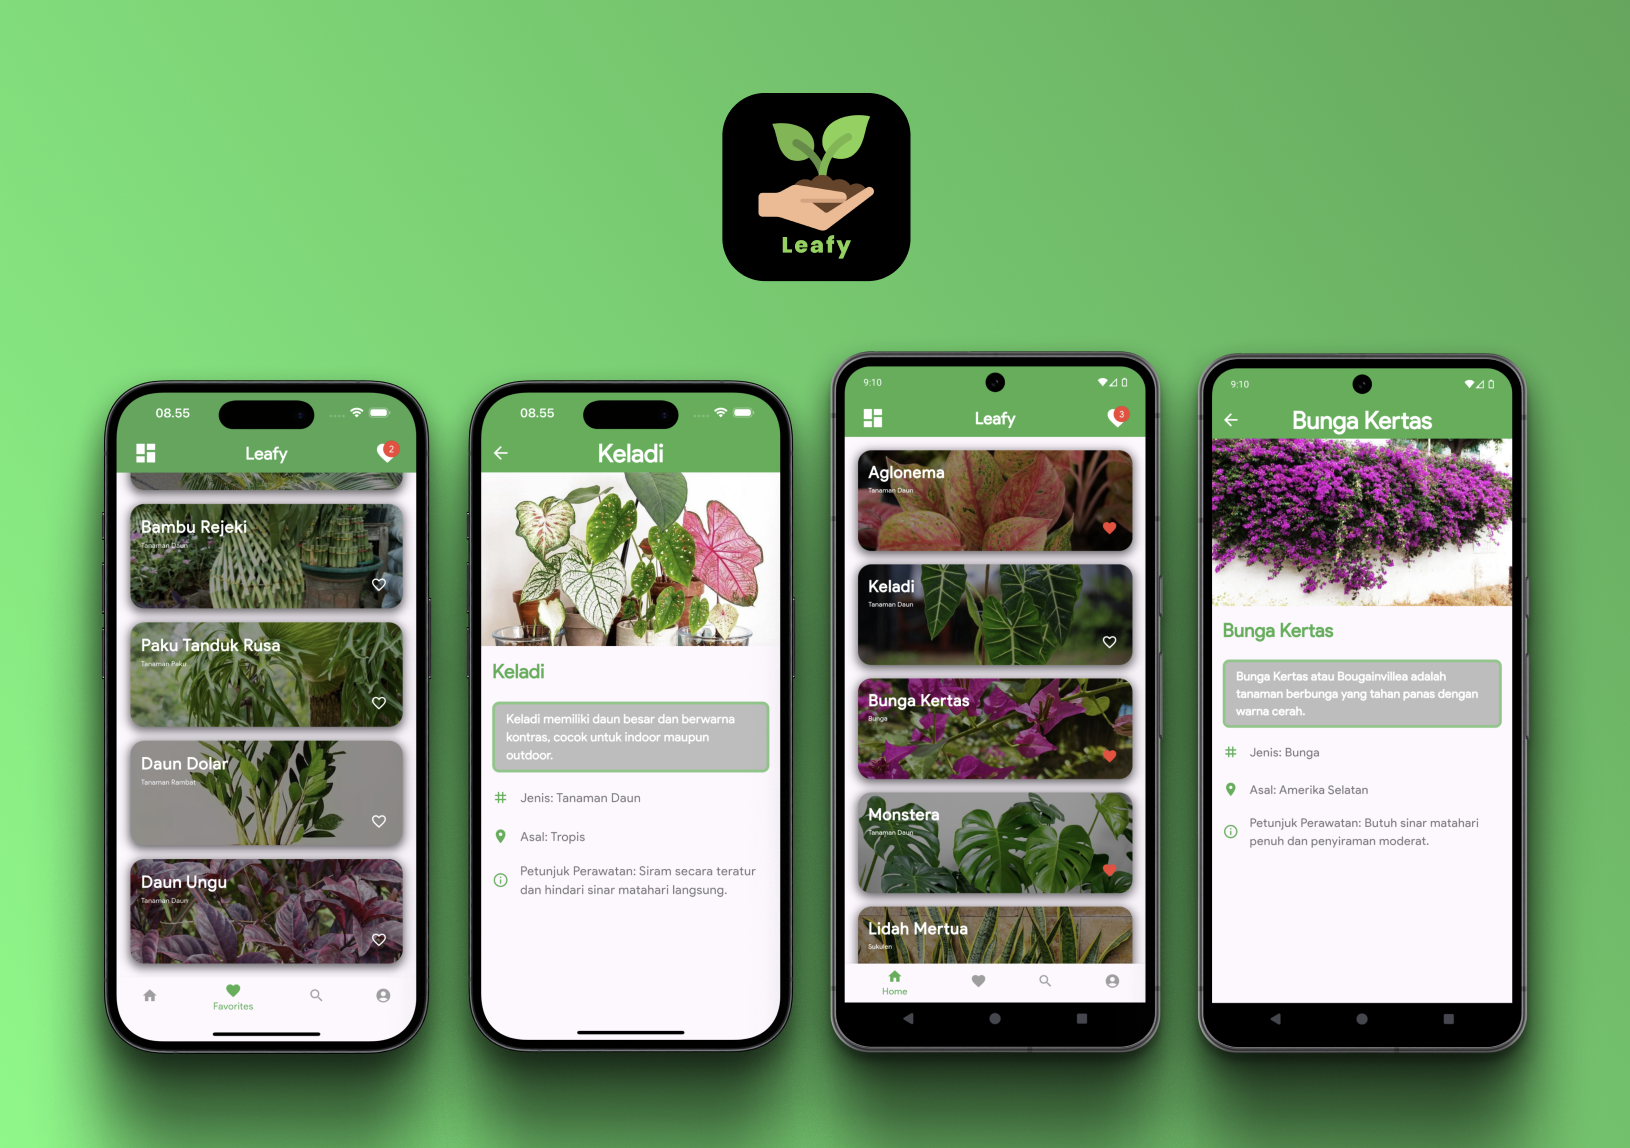 Leafy
08.55
Leafy
2
Bambu Rejeki
Tanaman Daun
Paku Tanduk Rusa
Tanaman Paku
Daun Dolar
Tanaman Rambat
Daun Ungu
Tanaman Daun
Favorites
08.55
Keladi
Keladi
Keladi memiliki daun besar dan berwarna
kontras, cocok untuk indoor maupun
outdoor.
Jenis: Tanaman Daun
Asal: Tropis
Petunjuk Perawatan: Siram secara teratur
dan hindari sinar matahari langsung.
9:10
Leafy
3
Aglonema
Tanaman Daun
Keladi
Tanaman Daun
Bunga Kertas
Bunga
Monstera
Tanaman Daun
Lidah Mertua
Sukulen
Home
9:10
Bunga Kertas
Bunga Kertas
Bunga Kertas atau Bougainvillea adalah
tanaman berbunga yang tahan panas dengan
warna cerah.
Jenis: Bunga
Asal: Amerika Selatan
Petunjuk Perawatan: Butuh sinar matahari
penuh dan penyiraman moderat.